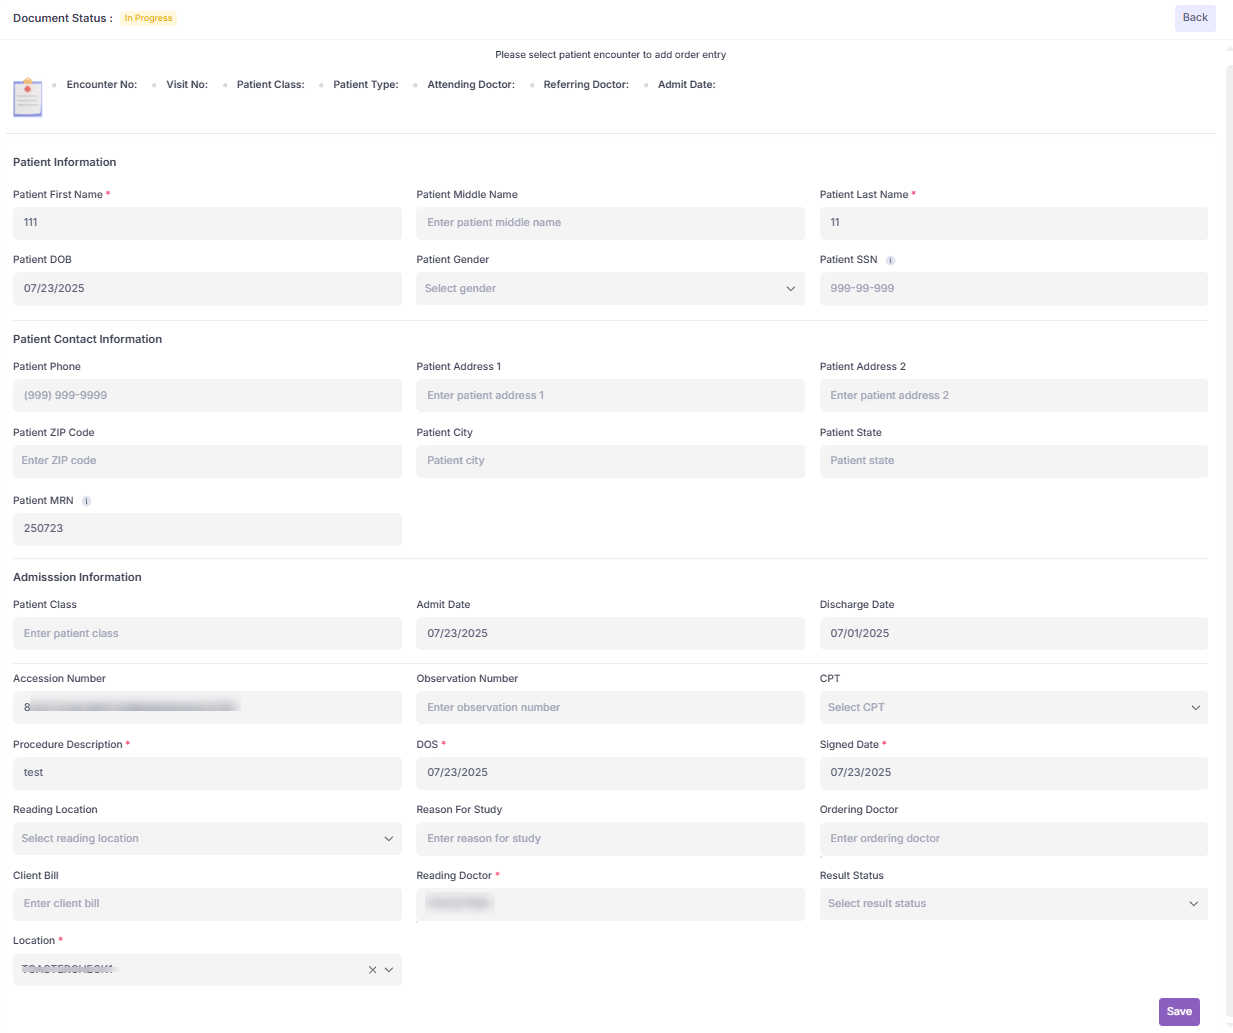 Document Status : In Progress Back
Please select patient encounter to add order entry
Encounter No: Visit No: Patient Class: Patient Type: Attending Doctor: Referring Doctor: Admit Date:
Patient Information
Patient First Name * Patient Middle Name Patient Last Name *
111 Enter patient middle name 11
Patient DOB Patient Gender Patient SSN i
07/23/2025 Select gender 999-99-999
Patient Contact Information
Patient Phone Patient Address 1 Patient Address 2
(999) 999-9999 Enter patient address 1 Enter patient address 2
Patient ZIP Code Patient City Patient State
Enter ZIP code Patient city Patient state
Patient MRN i
250723
Admisssion Information
Patient Class Admit Date Discharge Date
Enter patient class 07/23/2025 07/01/2025
Accession Number Observation Number CPT
8 Enter observation number Select CPT
Procedure Description * DOS * Signed Date *
test 07/23/2025 07/23/2025
Reading Location Reason For Study Ordering Doctor
Select reading location Enter reason for study Enter ordering doctor
Client Bill Reading Doctor * Result Status
Enter client bill Select result status
Location *
Save